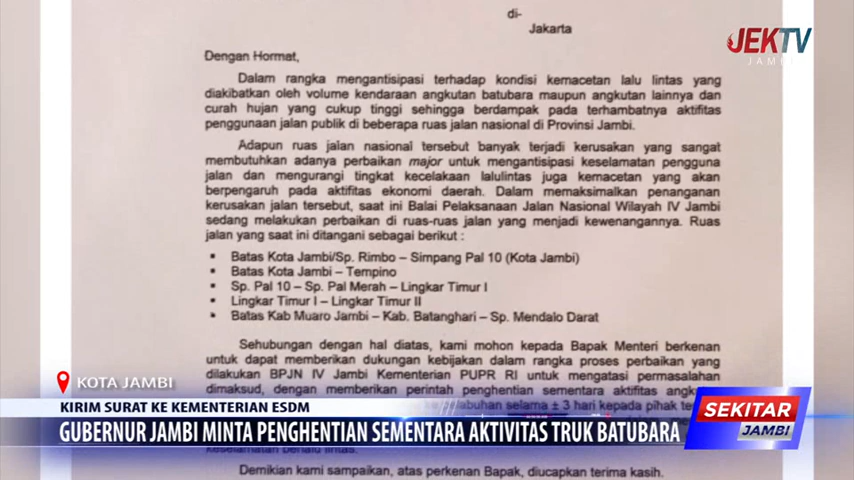 di-
Jakarta
JEKTV
JAMBI
Dengan Hormat,
Dalam rangka mengantisipasi terhadap kondisi kemacetan lalu lintas yang
diakibatkan oleh volume kendaraan angkutan batubara maupun angkutan lainnya dan
curah hujan yang cukup tinggi sehingga berdampak pada terhambatnya aktifitas
penggunaan jalan publik di beberapa ruas jalan nasional di Provinsi Jambi.
Adapun ruas jalan nasional tersebut banyak terjadi kerusakan yang sangat
membutuhkan adanya perbaikan major untuk mengantisipasi keselamatan pengguna
jalan dan mengurangi tingkat kecelakaan lalulintas juga kemacetan yang akan
berpengaruh pada aktifitas ekonomi daerah. Dalam memaksimalkan penanganan
kerusakan jalan tersebut, saat ini Balai Pelaksanaan Jalan Nasional Wilayah IV Jambi
sedang melakukan perbaikan di ruas-ruas jalan yang menjadi kewenangannya. Ruas
jalan yang saat ini ditangani sebagai berikut :
▪ Batas Kota Jambi/Sp. Rimbo – Simpang Pal 10 (Kota Jambi)
▪ Batas Kota Jambi – Tempino
▪ Sp. Pal 10 – Sp. Pal Merah – Lingkar Timur I
▪ Lingkar Timur I – Lingkar Timur II
▪ Batas Kab Muaro Jambi – Kab. Batanghari – Sp. Mendalo Darat
Sehubungan dengan hal diatas, kami mohon kepada Bapak Menteri berkenan
untuk dapat memberikan dukungan kebijakan dalam rangka proses perbaikan yang
dilakukan BPJN IV Jambi Kementerian PUPR RI untuk mengatasi permasalahan
dimaksud, dengan memberikan perintah penghentian sementara aktifitas
selama ± 3 hari kepada pihak
KOTA JAMBI
KIRIM SURAT KE KEMENTERIAN ESDM
GUBERNUR JAMBI MINTA PENGHENTIAN SEMENTARA AKTIVITAS TRUK BATUBARA
SEKITAR
JAMBI
keselamatan berlalu lintas.
Demikian kami sampaikan, atas perkenan Bapak, diucapkan terima kasih.